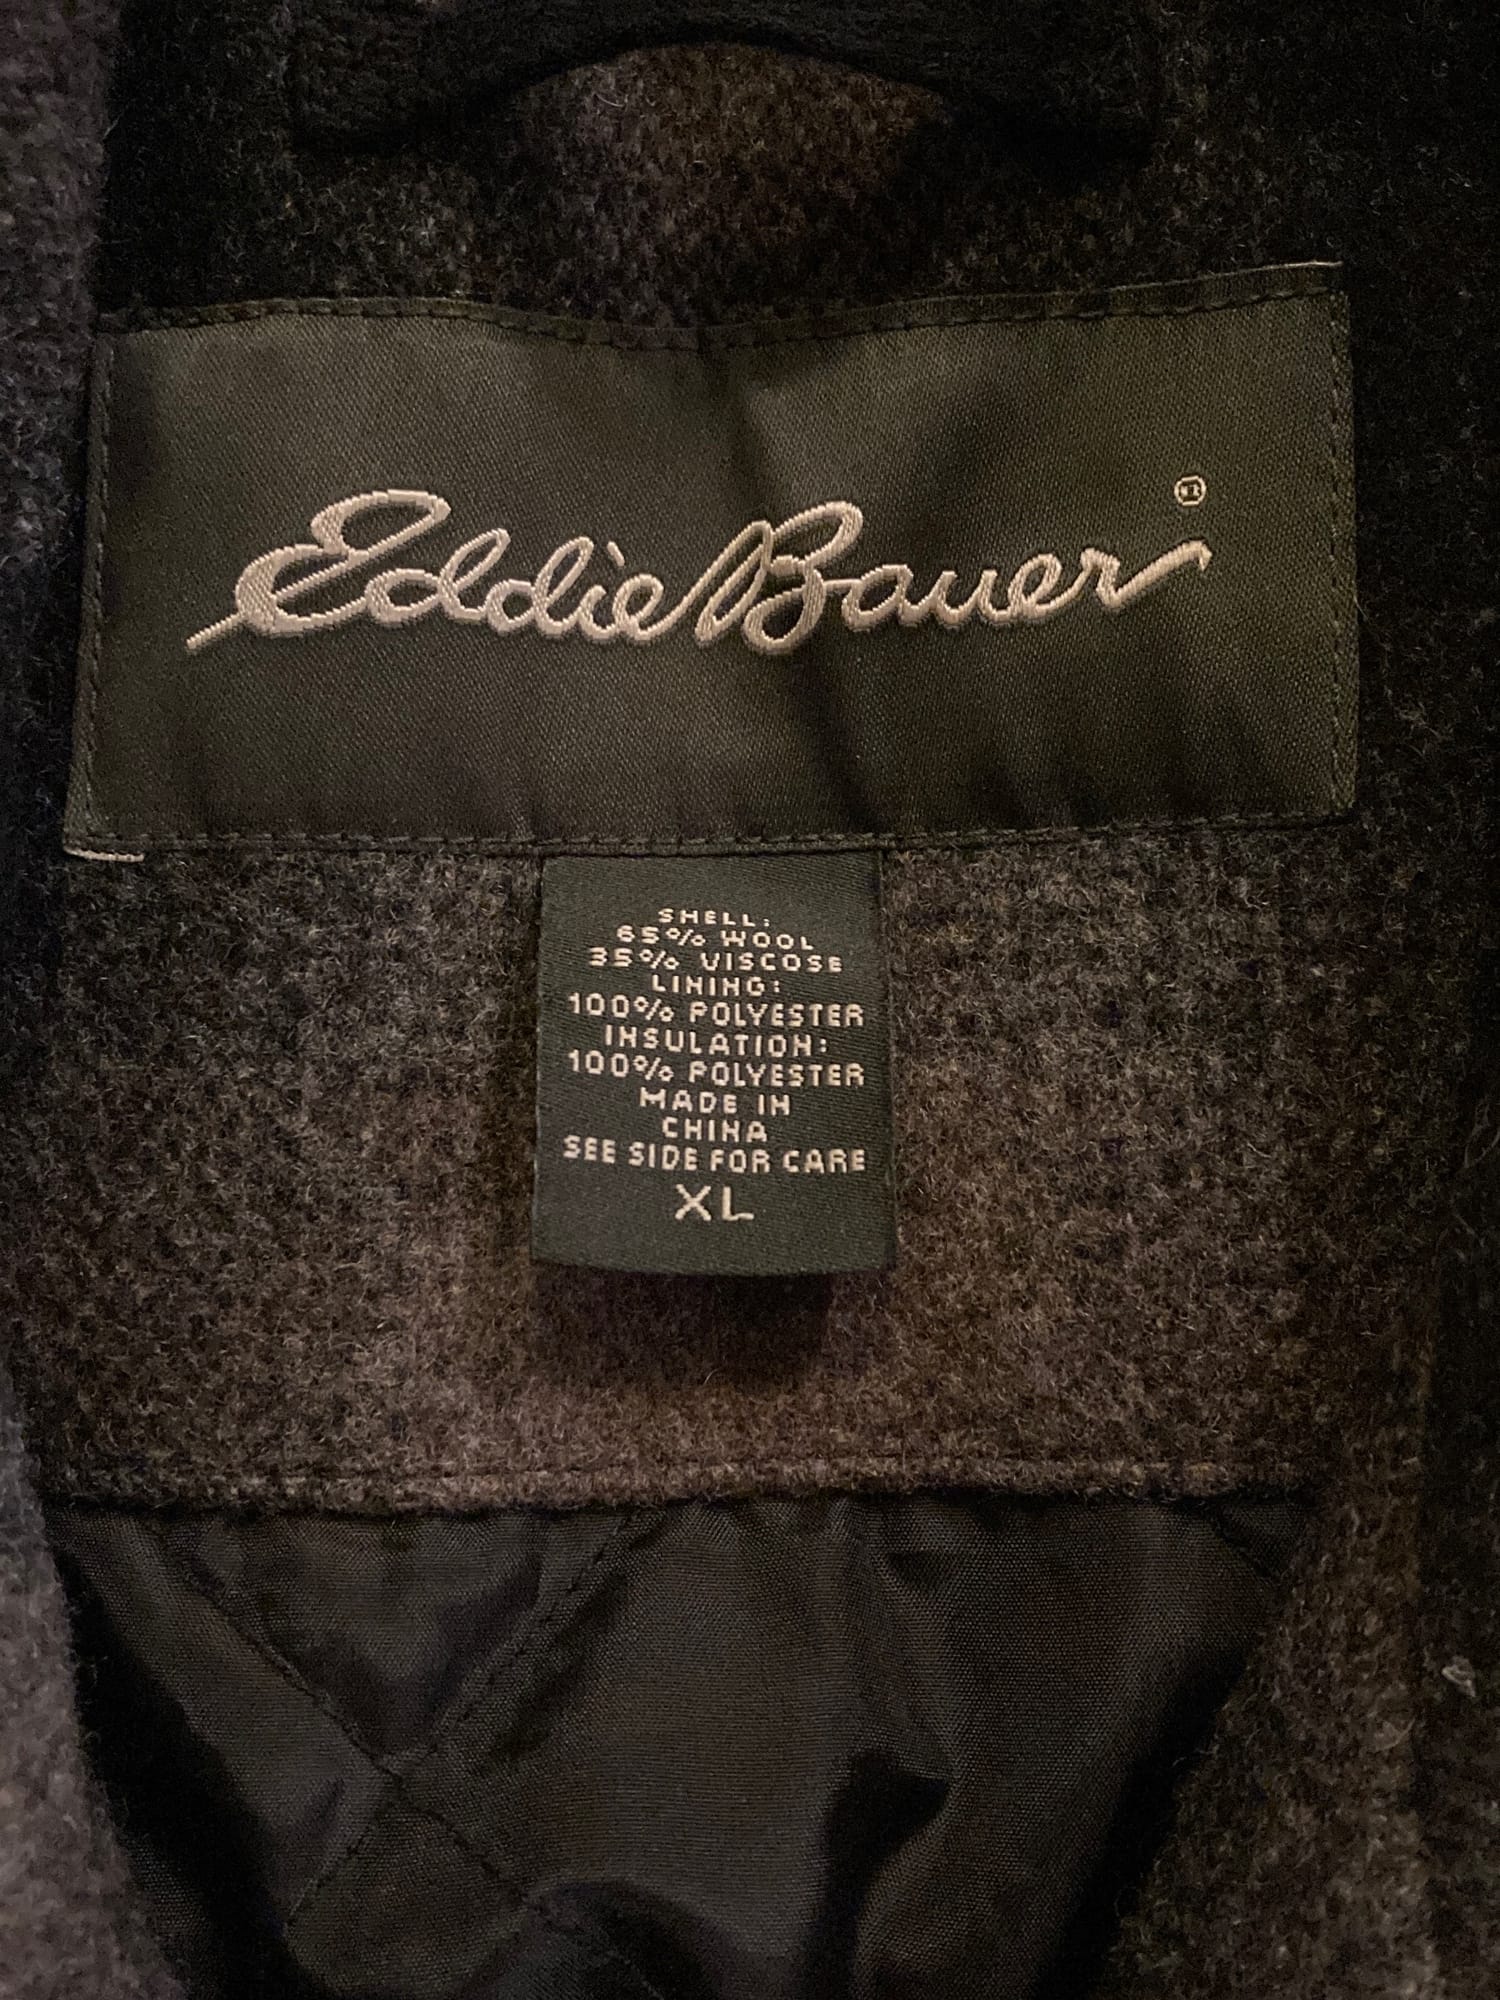 Eddie Bauer ®
SHELL:
65% WOOL
35% VISCOSE
LINING:
100% POLYESTER
INSULATION:
100% POLYESTER
MADE IN
CHINA
SEE SIDE FOR CARE
XL